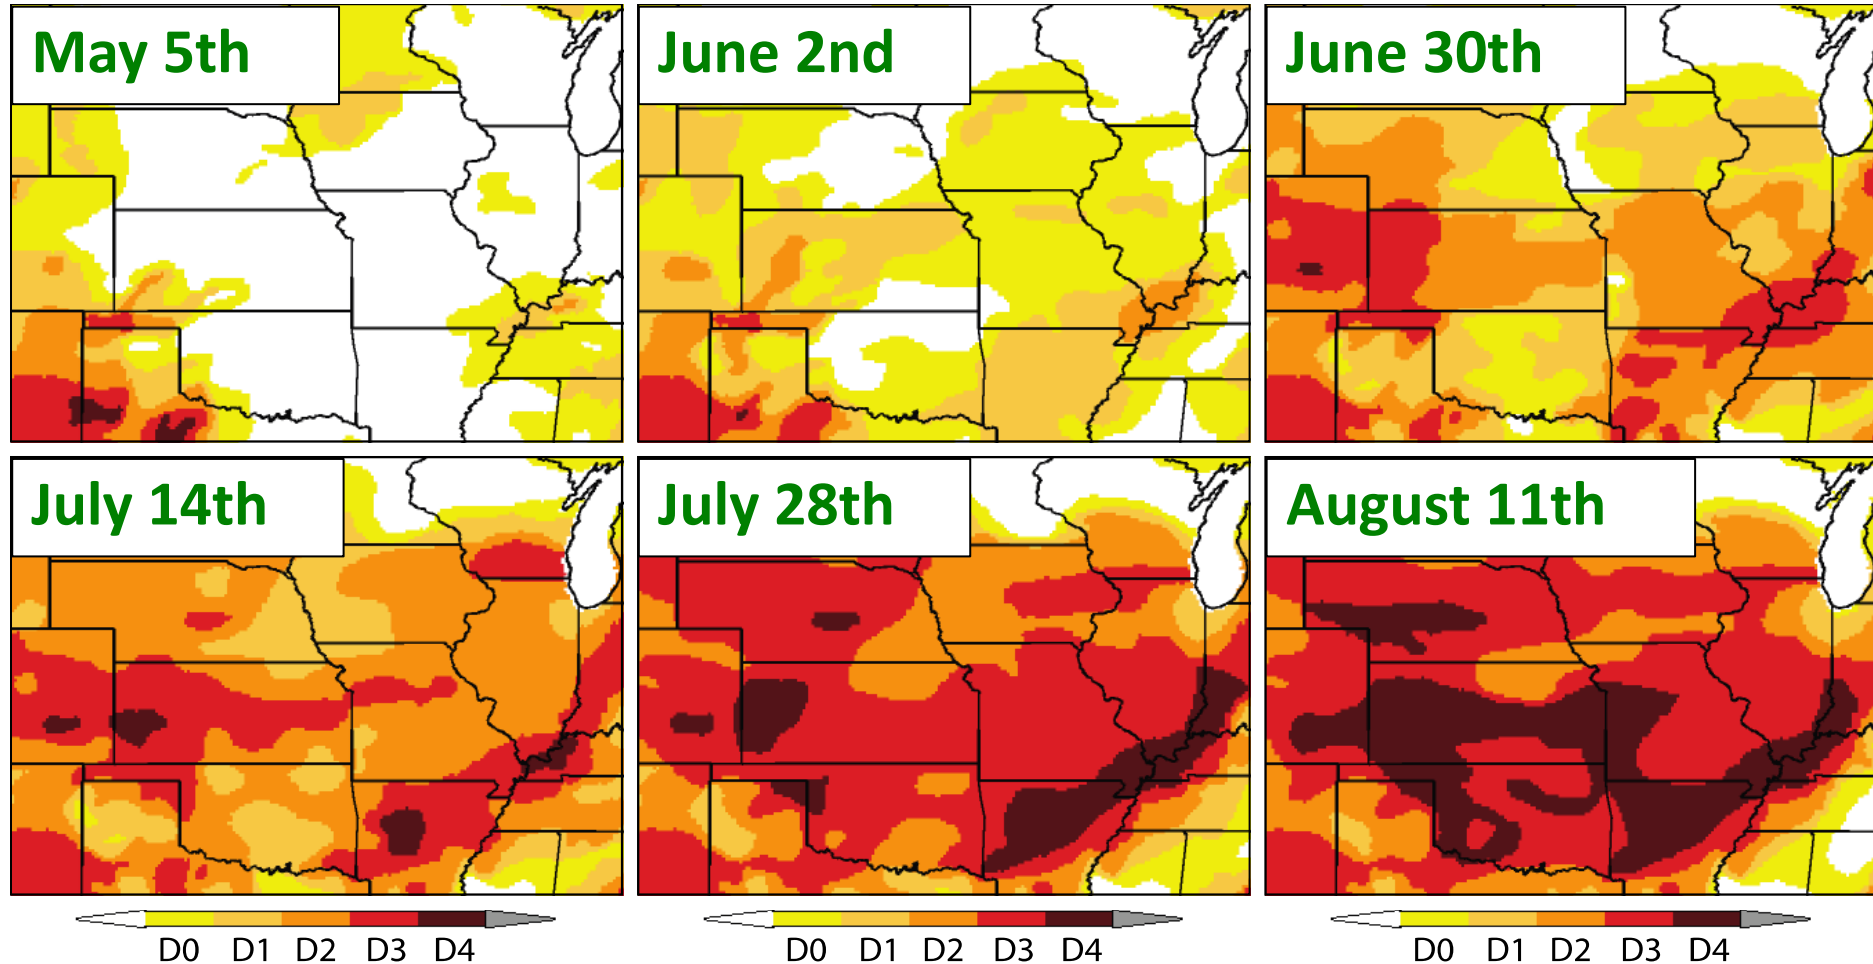 May 5th
June 2nd
June 30th
July 14th
July 28th
August 11th
D0 D1 D2 D3 D4
D0 D1 D2 D3 D4
D0 D1 D2 D3 D4